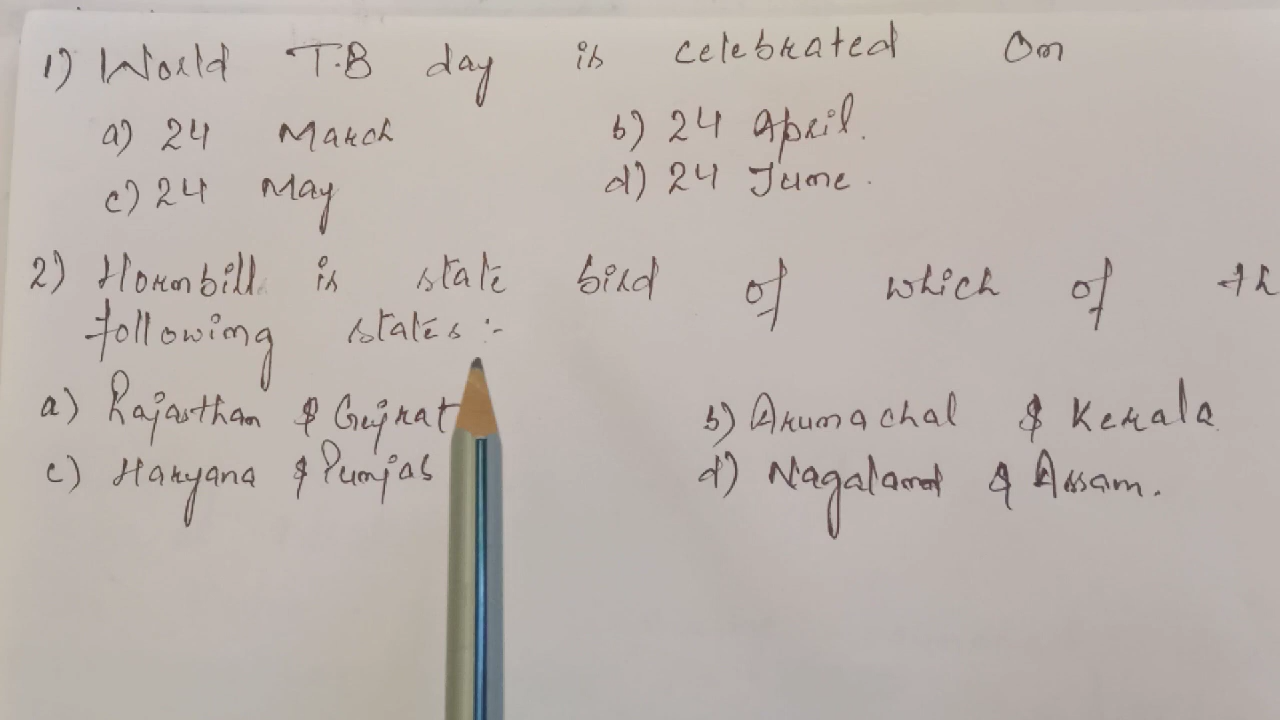 1) World T.B day is celebrated On
a) 24 March b) 24 April.
c) 24 May d) 24 June.
2) Hornbill is state bird of which of th
following states :-
a) Rajasthan & Gujrat b) Arunachal & Kerala
c) Haryana & Punjab d) Nagaland & Assam.